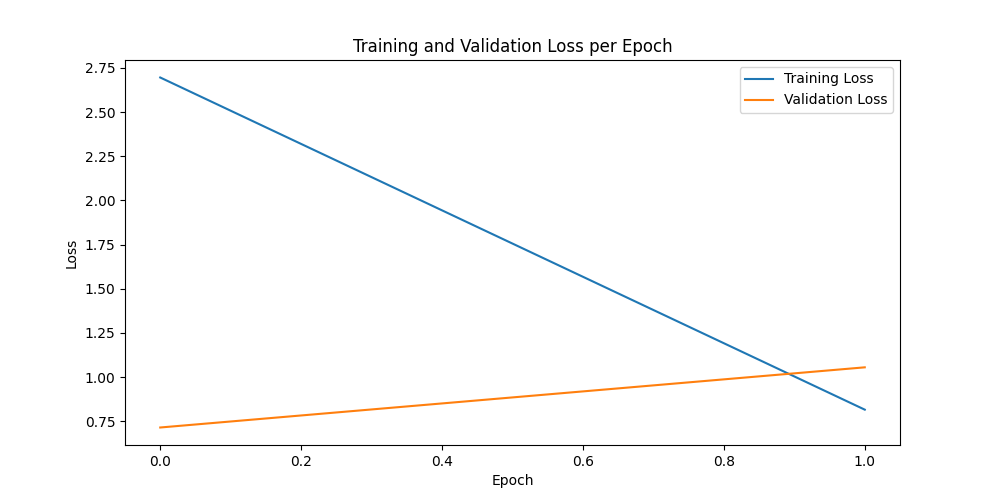 Training and Validation Loss per Epoch
Training Loss
Validation Loss
2.75
2.50
2.25
2.00
1.75
1.50
1.25
1.00
0.75
Loss
0.0 0.2 0.4 0.6 0.8 1.0
Epoch